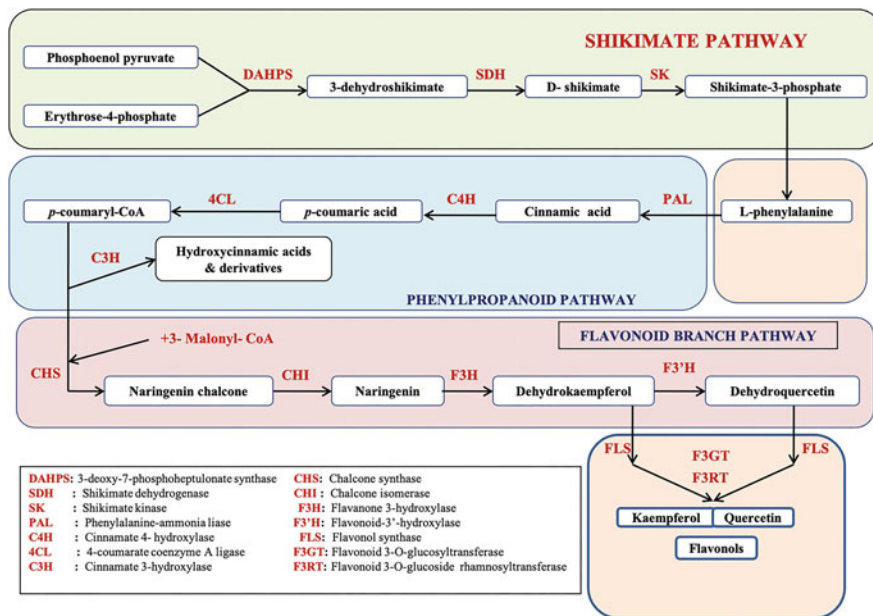 SHIKIMATE PATHWAY
Phosphoenol pyruvate
DAHPS
SDH
SK
3-dehydroshikimate
D- shikimate
Shikimate-3-phosphate
Erythrose-4-phosphate
4CL
C4H
PAL
p-coumaryl-CoA
p-coumaric acid
Cinnamic acid
L-phenylalanine
C3H
Hydroxycinnamic acids
& derivatives
PHENYLPROPANOID PATHWAY
+3- Malonyl- CoA
FLAVONOID BRANCH PATHWAY
CHS
CHI
F3H
F3’H
Naringenin chalcone
Naringenin
Dehydrokaempferol
Dehydroquercetin
FLS
F3GT
FLS
F3RT
Kaempferol
Quercetin
Flavonols
DAHPS: 3-deoxy-7-phosphoheptulonate synthase
SDH : Shikimate dehydrogenase
SK : Shikimate kinase
PAL : Phenylalanine-ammonia liase
C4H : Cinnamate 4- hydroxylase
4CL : 4-coumarate coenzyme A ligase
C3H : Cinnamate 3-hydroxylase
CHS: Chalcone synthase
CHI : Chalcone isomerase
F3H: Flavanone 3-hydroxylase
F3’H: Flavonoid-3’-hydroxylase
FLS: Flavonol synthase
F3GT: Flavonoid 3-O-glucosyltransferase
F3RT: Flavonoid 3-O-glucoside rhamnosyltransferase